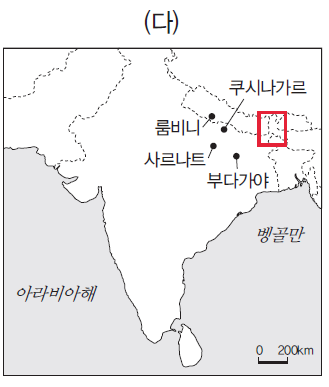 (다)
쿠시나가르
룸비니
사르나트
부다가야
벵골만
아라비아해
0 200km